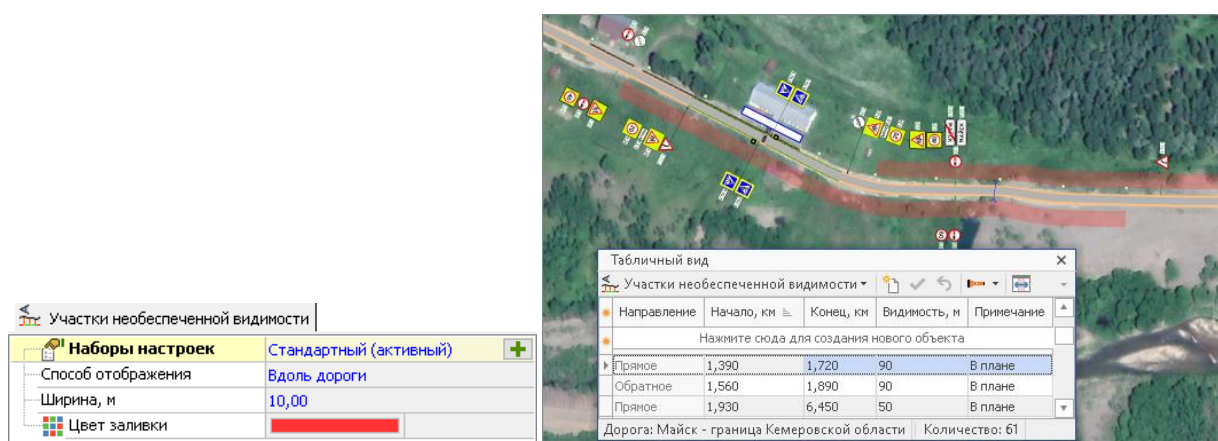 Участки необеспеченной видимости
Наборы настроек Стандартный (активный)
Способ отображения Вдоль дороги
Ширина, м 10,00
Цвет заливки
МАЙСК
Табличный вид
Участки необеспеченной видимости
Направление Начало, км Конец, км Видимость, м Примечание
Нажмите сюда для создания нового объекта
Прямое 1,390 1,720 90 В плане
Обратное 1,560 1,890 90 В плане
Прямое 1,930 6,450 50 В плане
Дорога: Майск - граница Кемеровской области Количество: 61